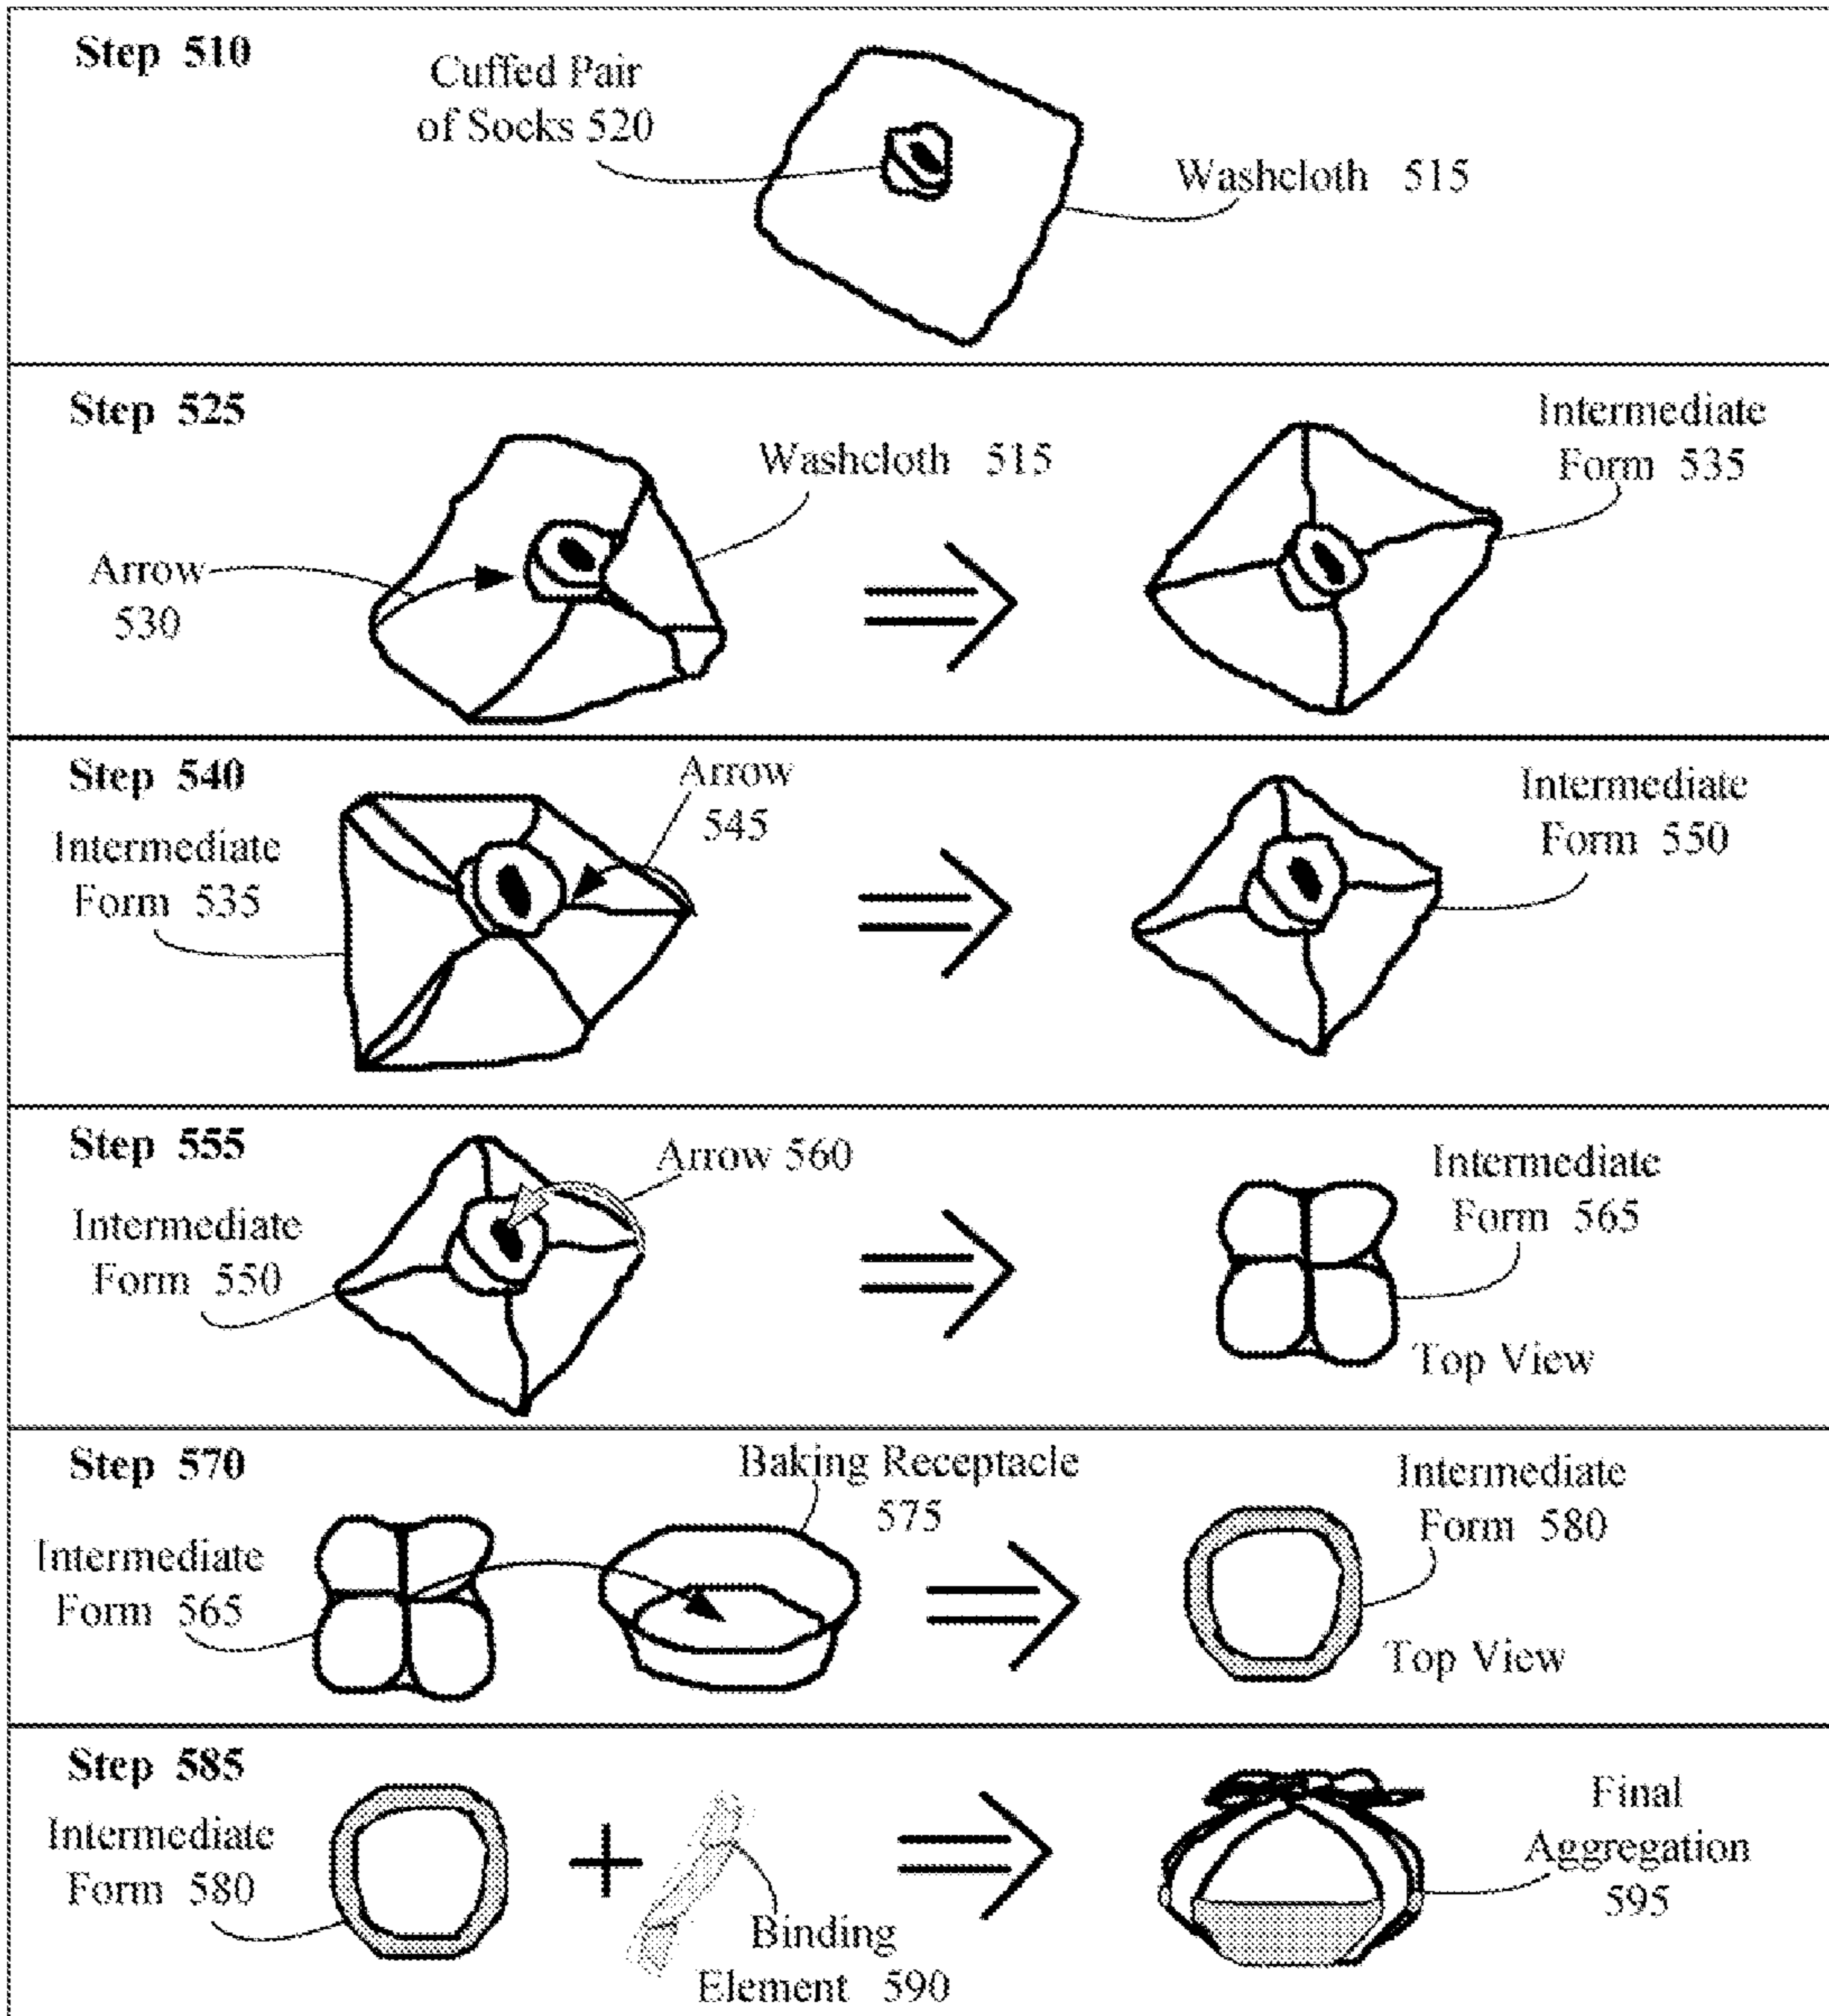 Step 510
Cuffed Pair
of Socks 520
Washcloth 515
Step 525
Washcloth 515
Arrow
530
Intermediate
Form 535
Step 540
Intermediate
Form 535
Arrow
545
Intermediate
Form 550
Step 555
Arrow 560
Intermediate
Form 550
Intermediate
Form 565
Top View
Step 570
Intermediate
Form 565
Baking Receptacle
575
Intermediate
Form 580
Top View
Step 585
Intermediate
Form 580
Binding
Element 590
Final
Aggregation
595